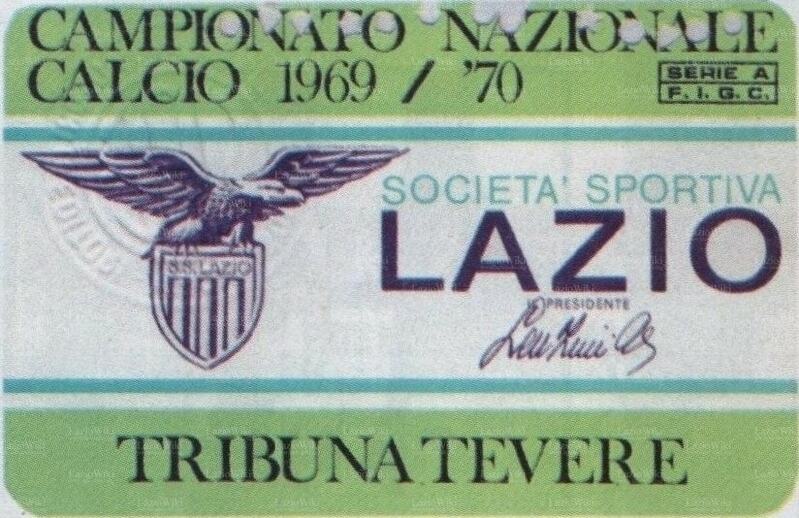 CAMPIONATO NAZIONALE
CALCIO 1969 / '70
SERIE A
F. I. G. C.
SOCIETA' SPORTIVA
LAZIO
S.S. LAZIO
IL PRESIDENTE
TRIBUNA TEVERE